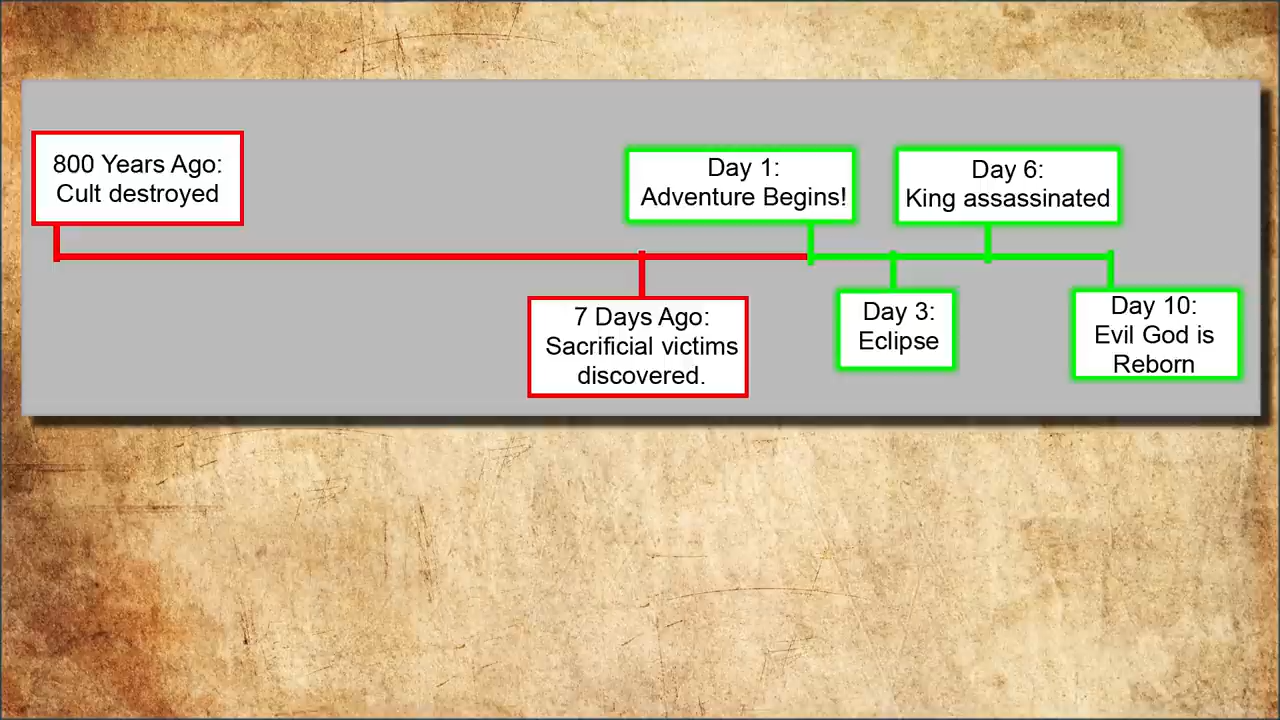 800 Years Ago:
Cult destroyed
7 Days Ago:
Sacrificial victims
discovered.
Day 1:
Adventure Begins!
Day 3:
Eclipse
Day 6:
King assassinated
Day 10:
Evil God is
Reborn